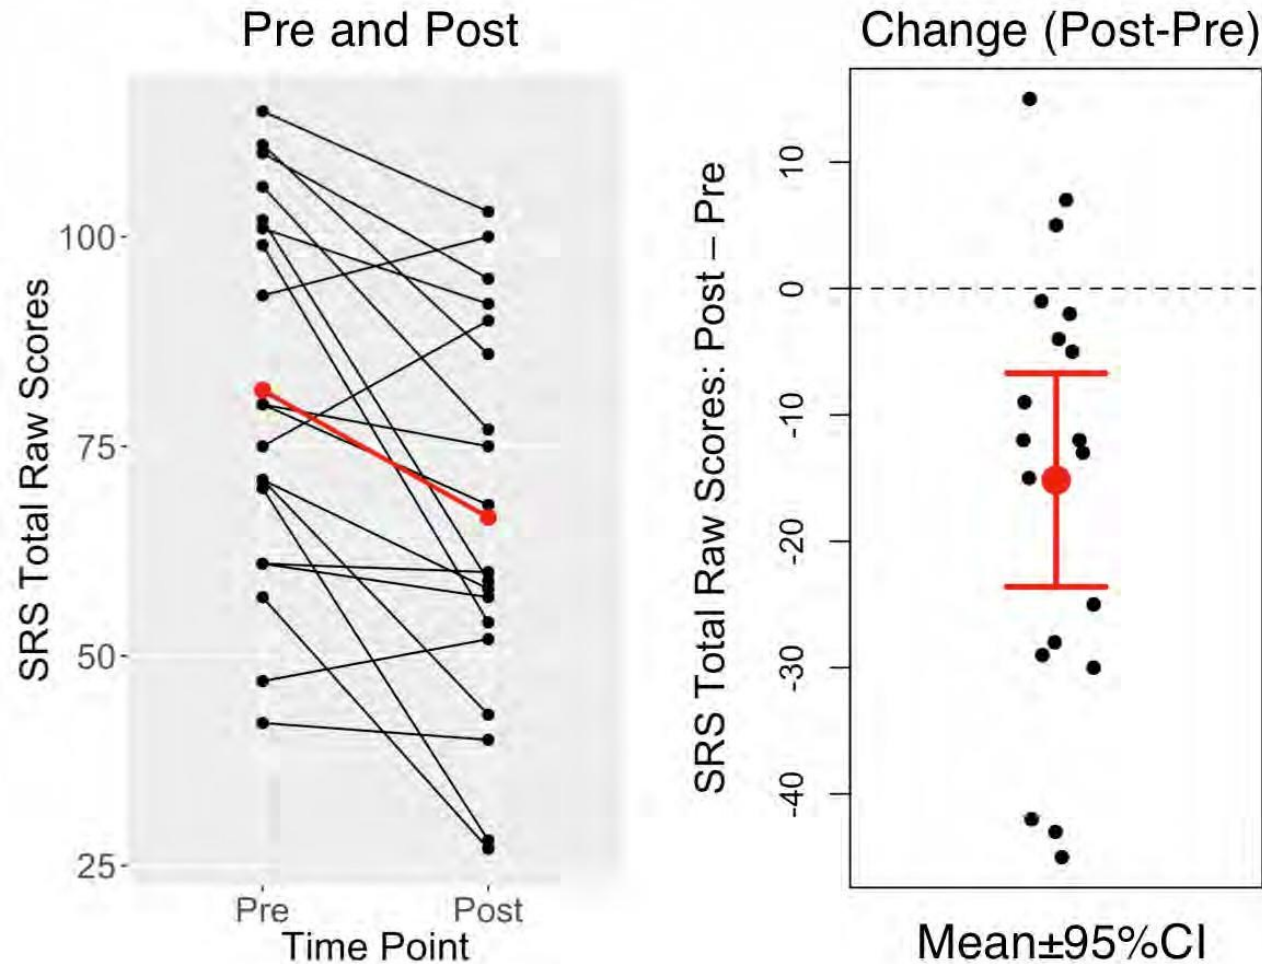 Pre and Post
SRS Total Raw Scores
100
75
50
25
Pre
Post
Time Point
Change (Post-Pre)
SRS Total Raw Scores: Post – Pre
10
0
-10
-20
-30
-40
Mean±95%CI